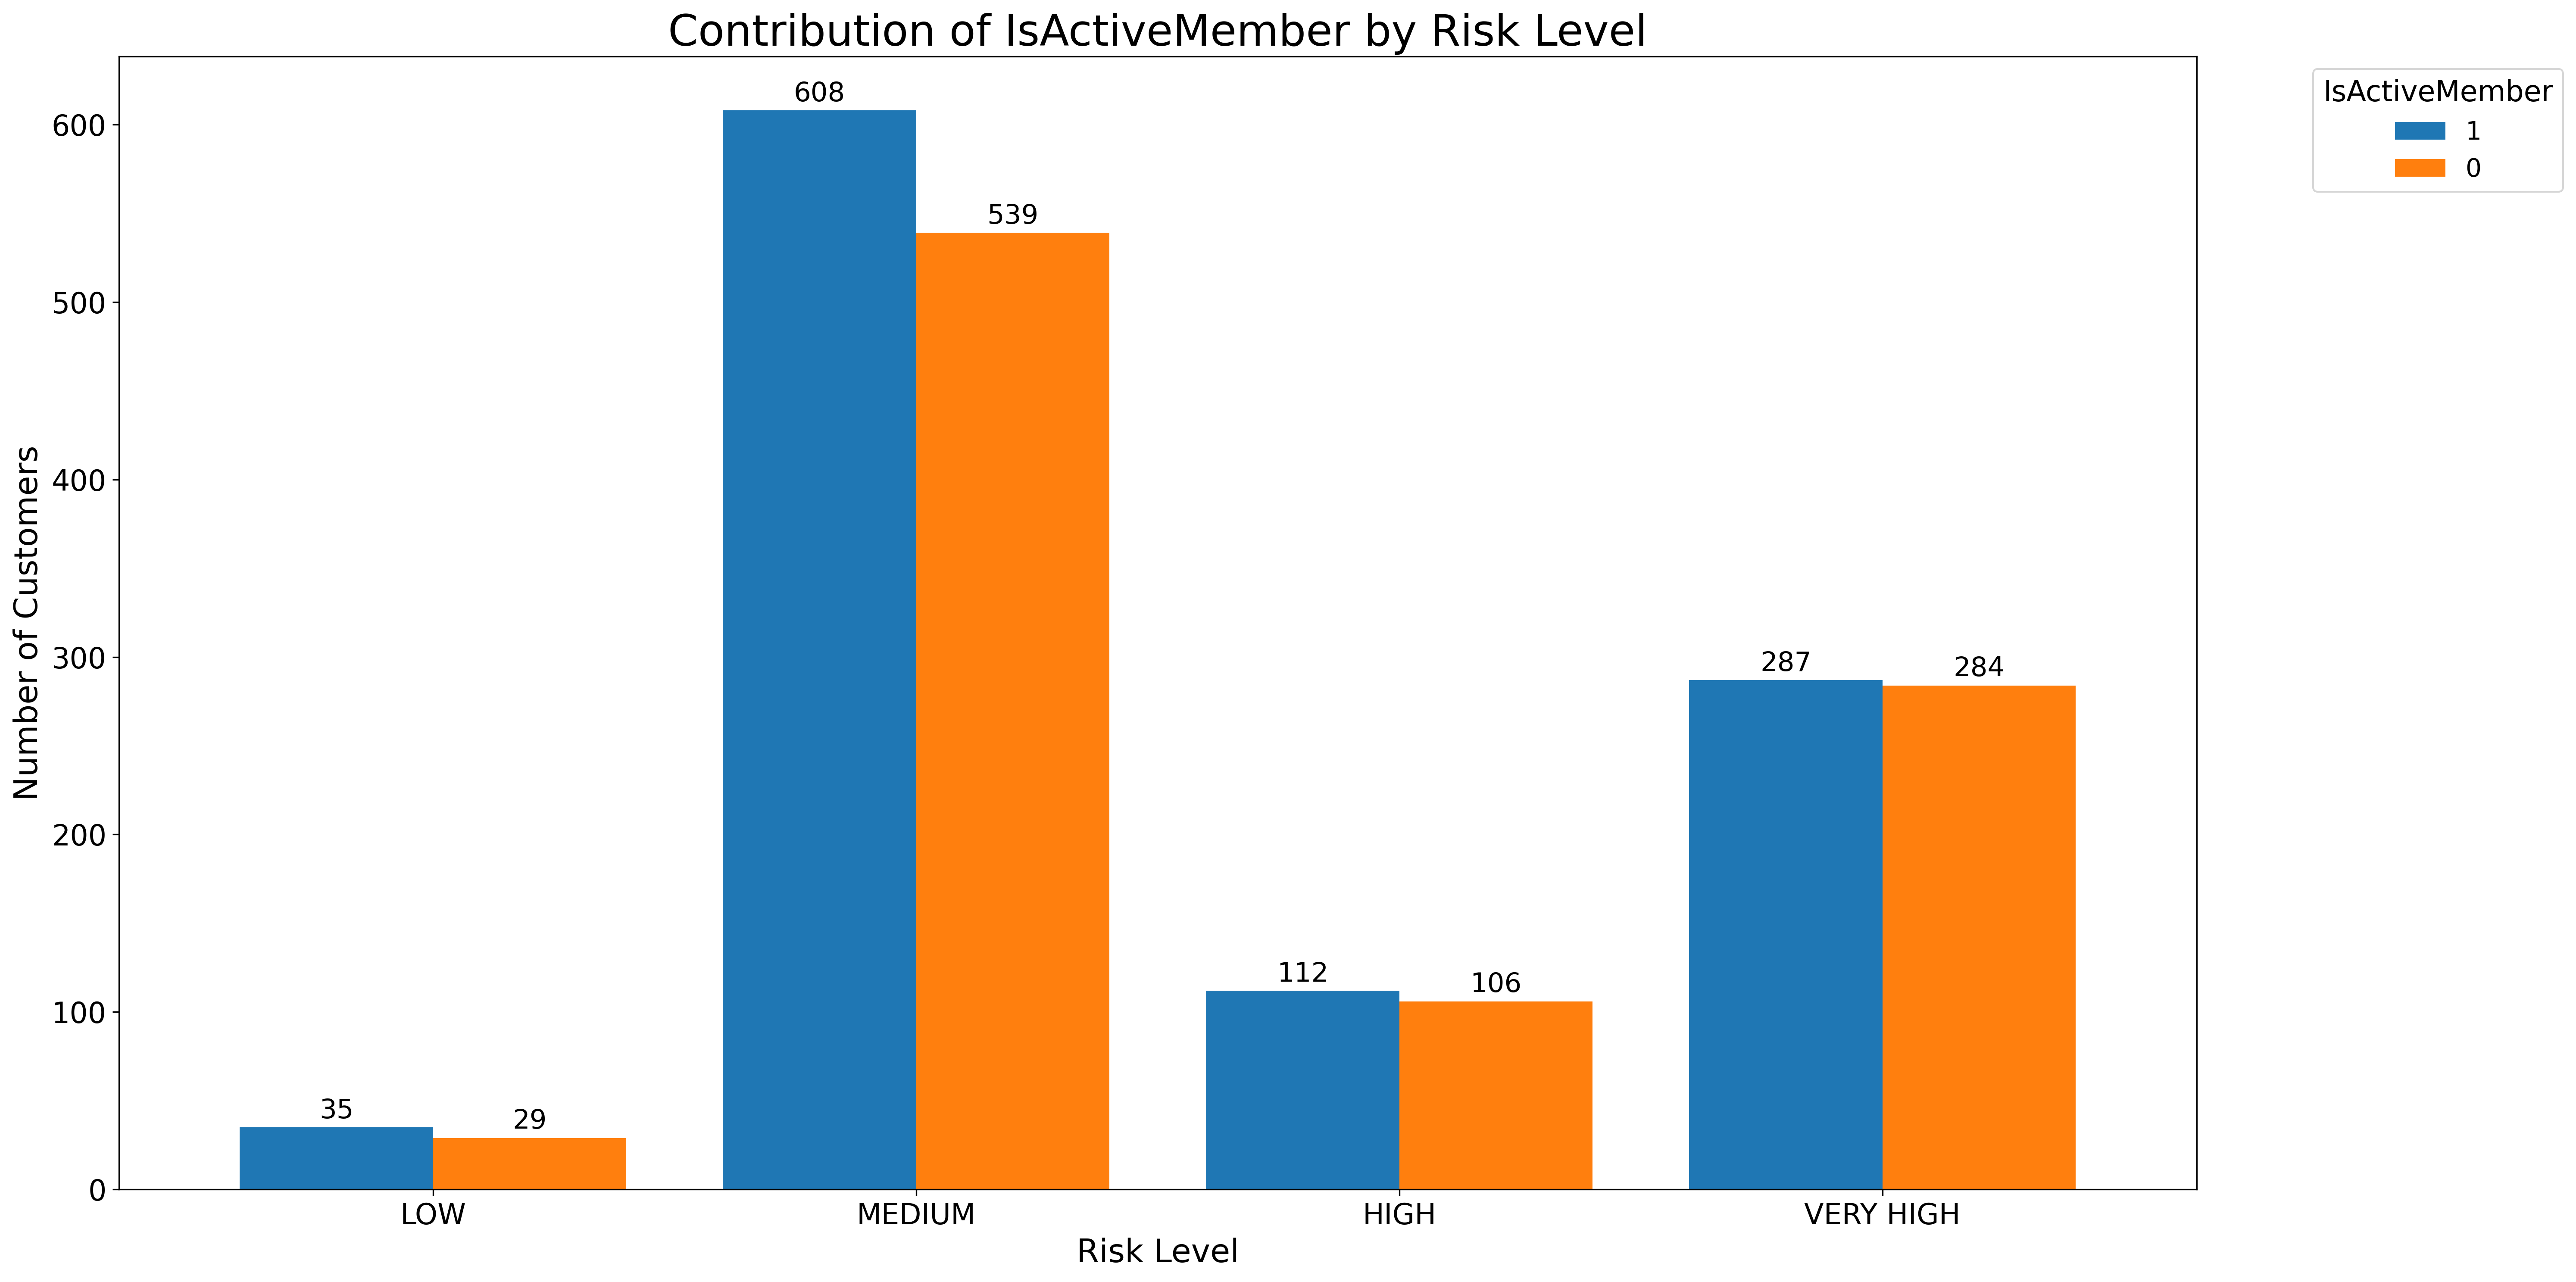 Contribution of IsActiveMember by Risk Level
IsActiveMember
1
0
Number of Customers
600
500
400
300
200
100
0
608
539
287
284
112
106
35
29
LOW
MEDIUM
HIGH
VERY HIGH
Risk Level